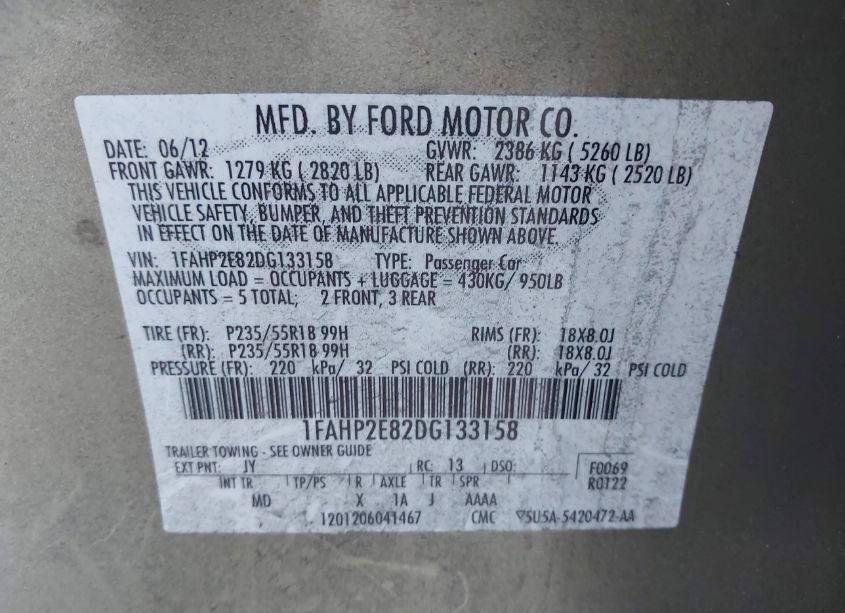 MFD. BY FORD MOTOR CO.
DATE: 06/12 GVWR: 2386 KG ( 5260 LB)
FRONT GAWR: 1279 KG ( 2820 LB) REAR GAWR: 1143 KG ( 2520 LB)
THIS VEHICLE CONFORMS TO ALL APPLICABLE FEDERAL MOTOR
VEHICLE SAFETY, BUMPER, AND THEFT PREVENTION STANDARDS
IN EFFECT ON THE DATE OF MANUFACTURE SHOWN ABOVE.
VIN: 1FAHP2E82DG133158 TYPE: Passenger Car
MAXIMUM LOAD = OCCUPANTS + LUGGAGE = 430KG/ 950LB
OCCUPANTS = 5 TOTAL; 2 FRONT, 3 REAR
TIRE (FR): P235/55R18 99H RIMS (FR): 18X8.0J
(RR): P235/55R18 99H (RR): 18X8.0J
PRESSURE (FR): 220 kPa/ 32 PSI COLD (RR): 220 kPa/ 32 PSI COLD
1FAHP2E82DG133158
TRAILER TOWING - SEE OWNER GUIDE
EXT PNT: JY RC: 13 DSO: F0069
INT TR TP/PS R AXLE TR SPR R0122
MD X 1A J AAAA
1201206041467 CMC 5U5A-5420472-AA